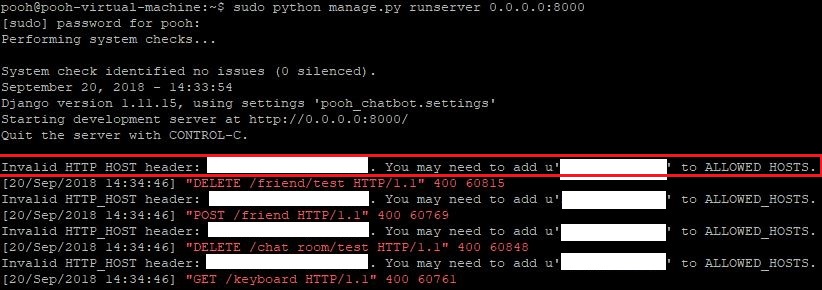 pooh@pooh-virtual-machine:~$ sudo python manage.py runserver 0.0.0.0:8000
[sudo] password for pooh:
Performing system checks...
System check identified no issues (0 silenced).
September 20, 2018 - 14:33:54
Django version 1.11.15, using settings 'pooh_chatbot.settings'
Starting development server at http://0.0.0.0:8000/
Quit the server with CONTROL-C.
Invalid HTTP_HOST header: . You may need to add u' ' to ALLOWED_HOSTS.
[20/Sep/2018 14:34:46] "DELETE /friend/test HTTP/1.1" 400 60815
Invalid HTTP_HOST header: . You may need to add u' ' to ALLOWED_HOSTS.
[20/Sep/2018 14:34:46] "POST /friend HTTP/1.1" 400 60769
Invalid HTTP_HOST header: . You may need to add u' ' to ALLOWED_HOSTS.
[20/Sep/2018 14:34:46] "DELETE /chat_room/test HTTP/1.1" 400 60848
Invalid HTTP_HOST header: . You may need to add u' ' to ALLOWED_HOSTS.
[20/Sep/2018 14:34:46] "GET /keyboard HTTP/1.1" 400 60761